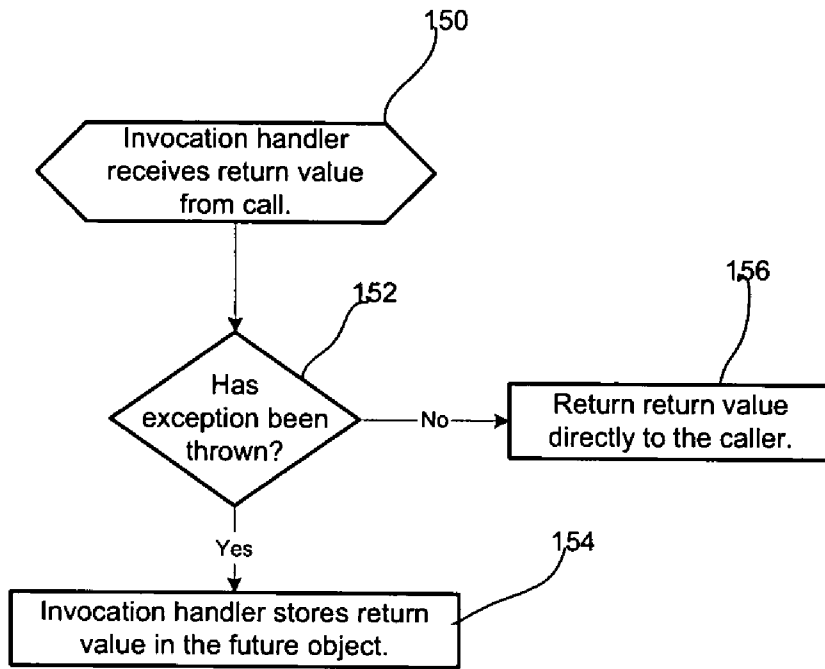 150
Invocation handler
receives return value
from call.
152
Has
exception been
thrown?
No
156
Return return value
directly to the caller.
Yes
154
Invocation handler stores return
value in the future object.